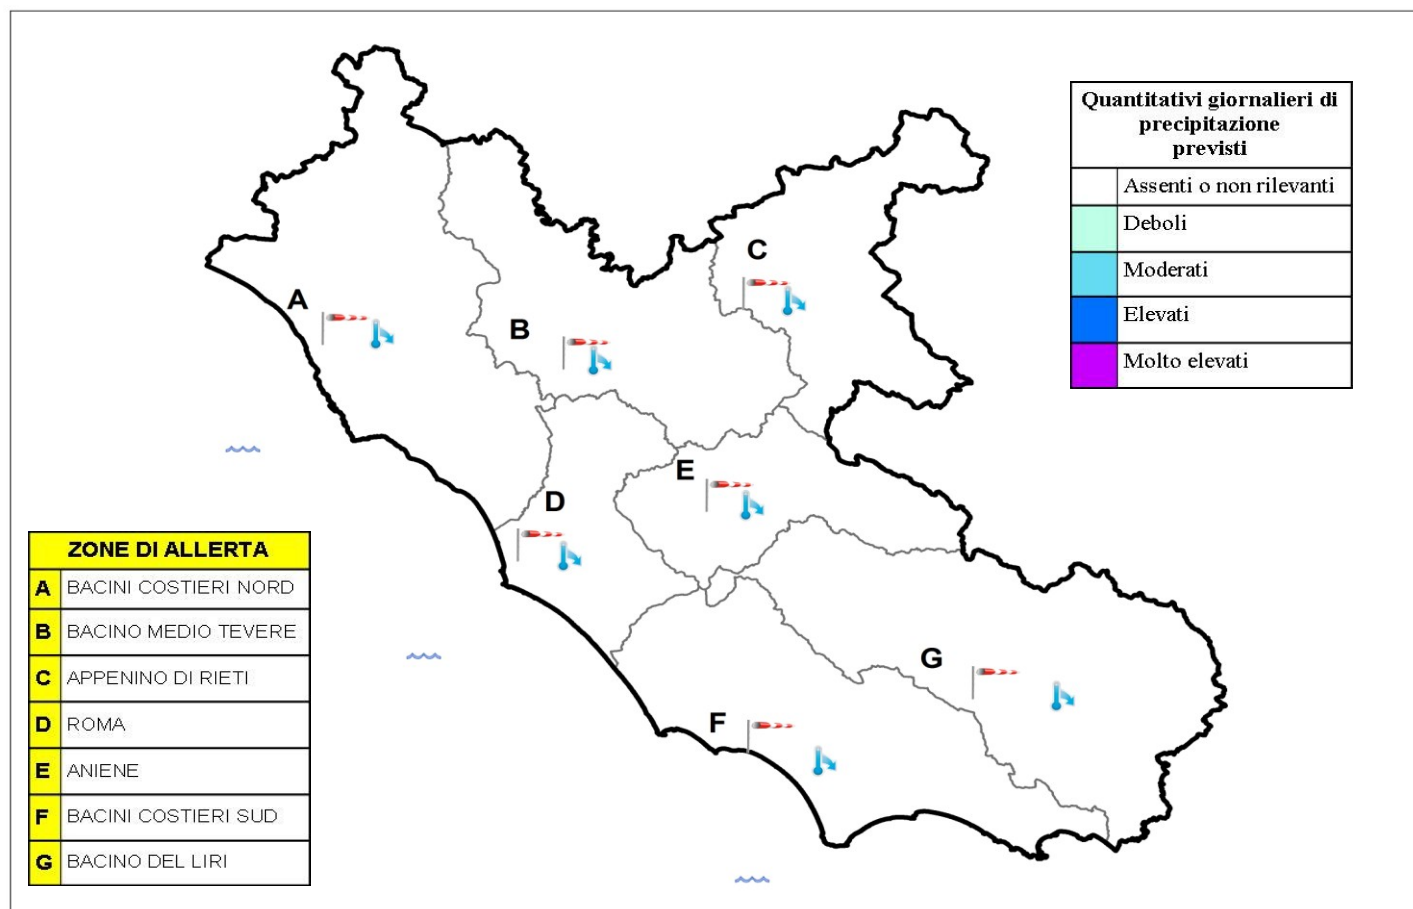 Quantitativi giornalieri di
precipitazione
previsti
Assenti o non rilevanti
Deboli
Moderati
Elevati
Molto elevati
C
A
B
E
D
G
F
ZONE DI ALLERTA
A BACINI COSTIERI NORD
B BACINO MEDIO TEVERE
C APPENINO DI RIETI
D ROMA
E ANIENE
F BACINI COSTIERI SUD
G BACINO DEL LIRI